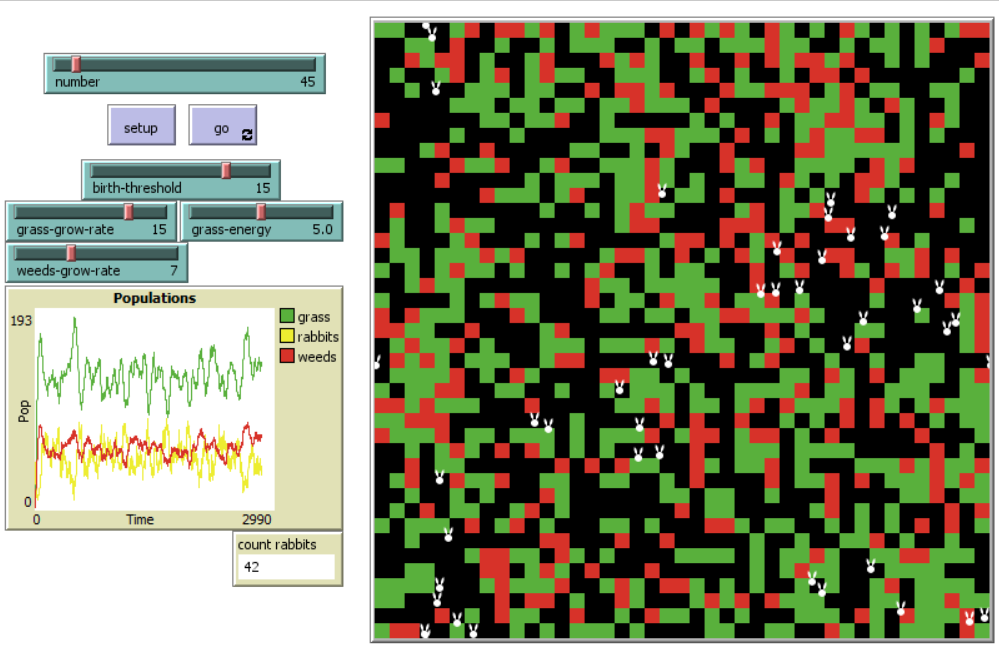 number 45
setup
go
birth-threshold 15
grass-grow-rate 15
grass-energy 5.0
weeds-grow-rate 7
Populations
193
grass
rabbits
weeds
Pop
0
0
Time
2990
count rabbits
42